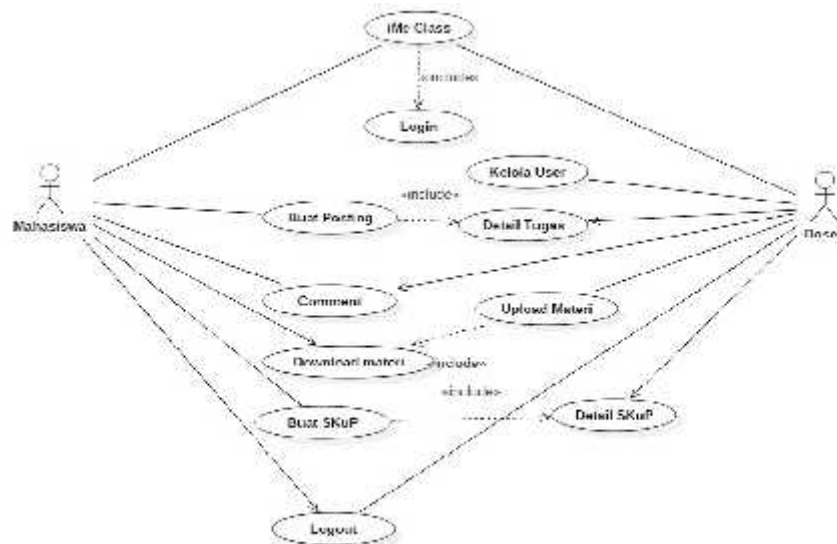 iMe Class
«include»
Login
Kelola User
«include»
Buat Posting
Detail Tugas
Mahasiswa
Dose
Comment
Upload Materi
Download materi
«include»
«include»
Buat SKuP
Detail SKuP
Logout